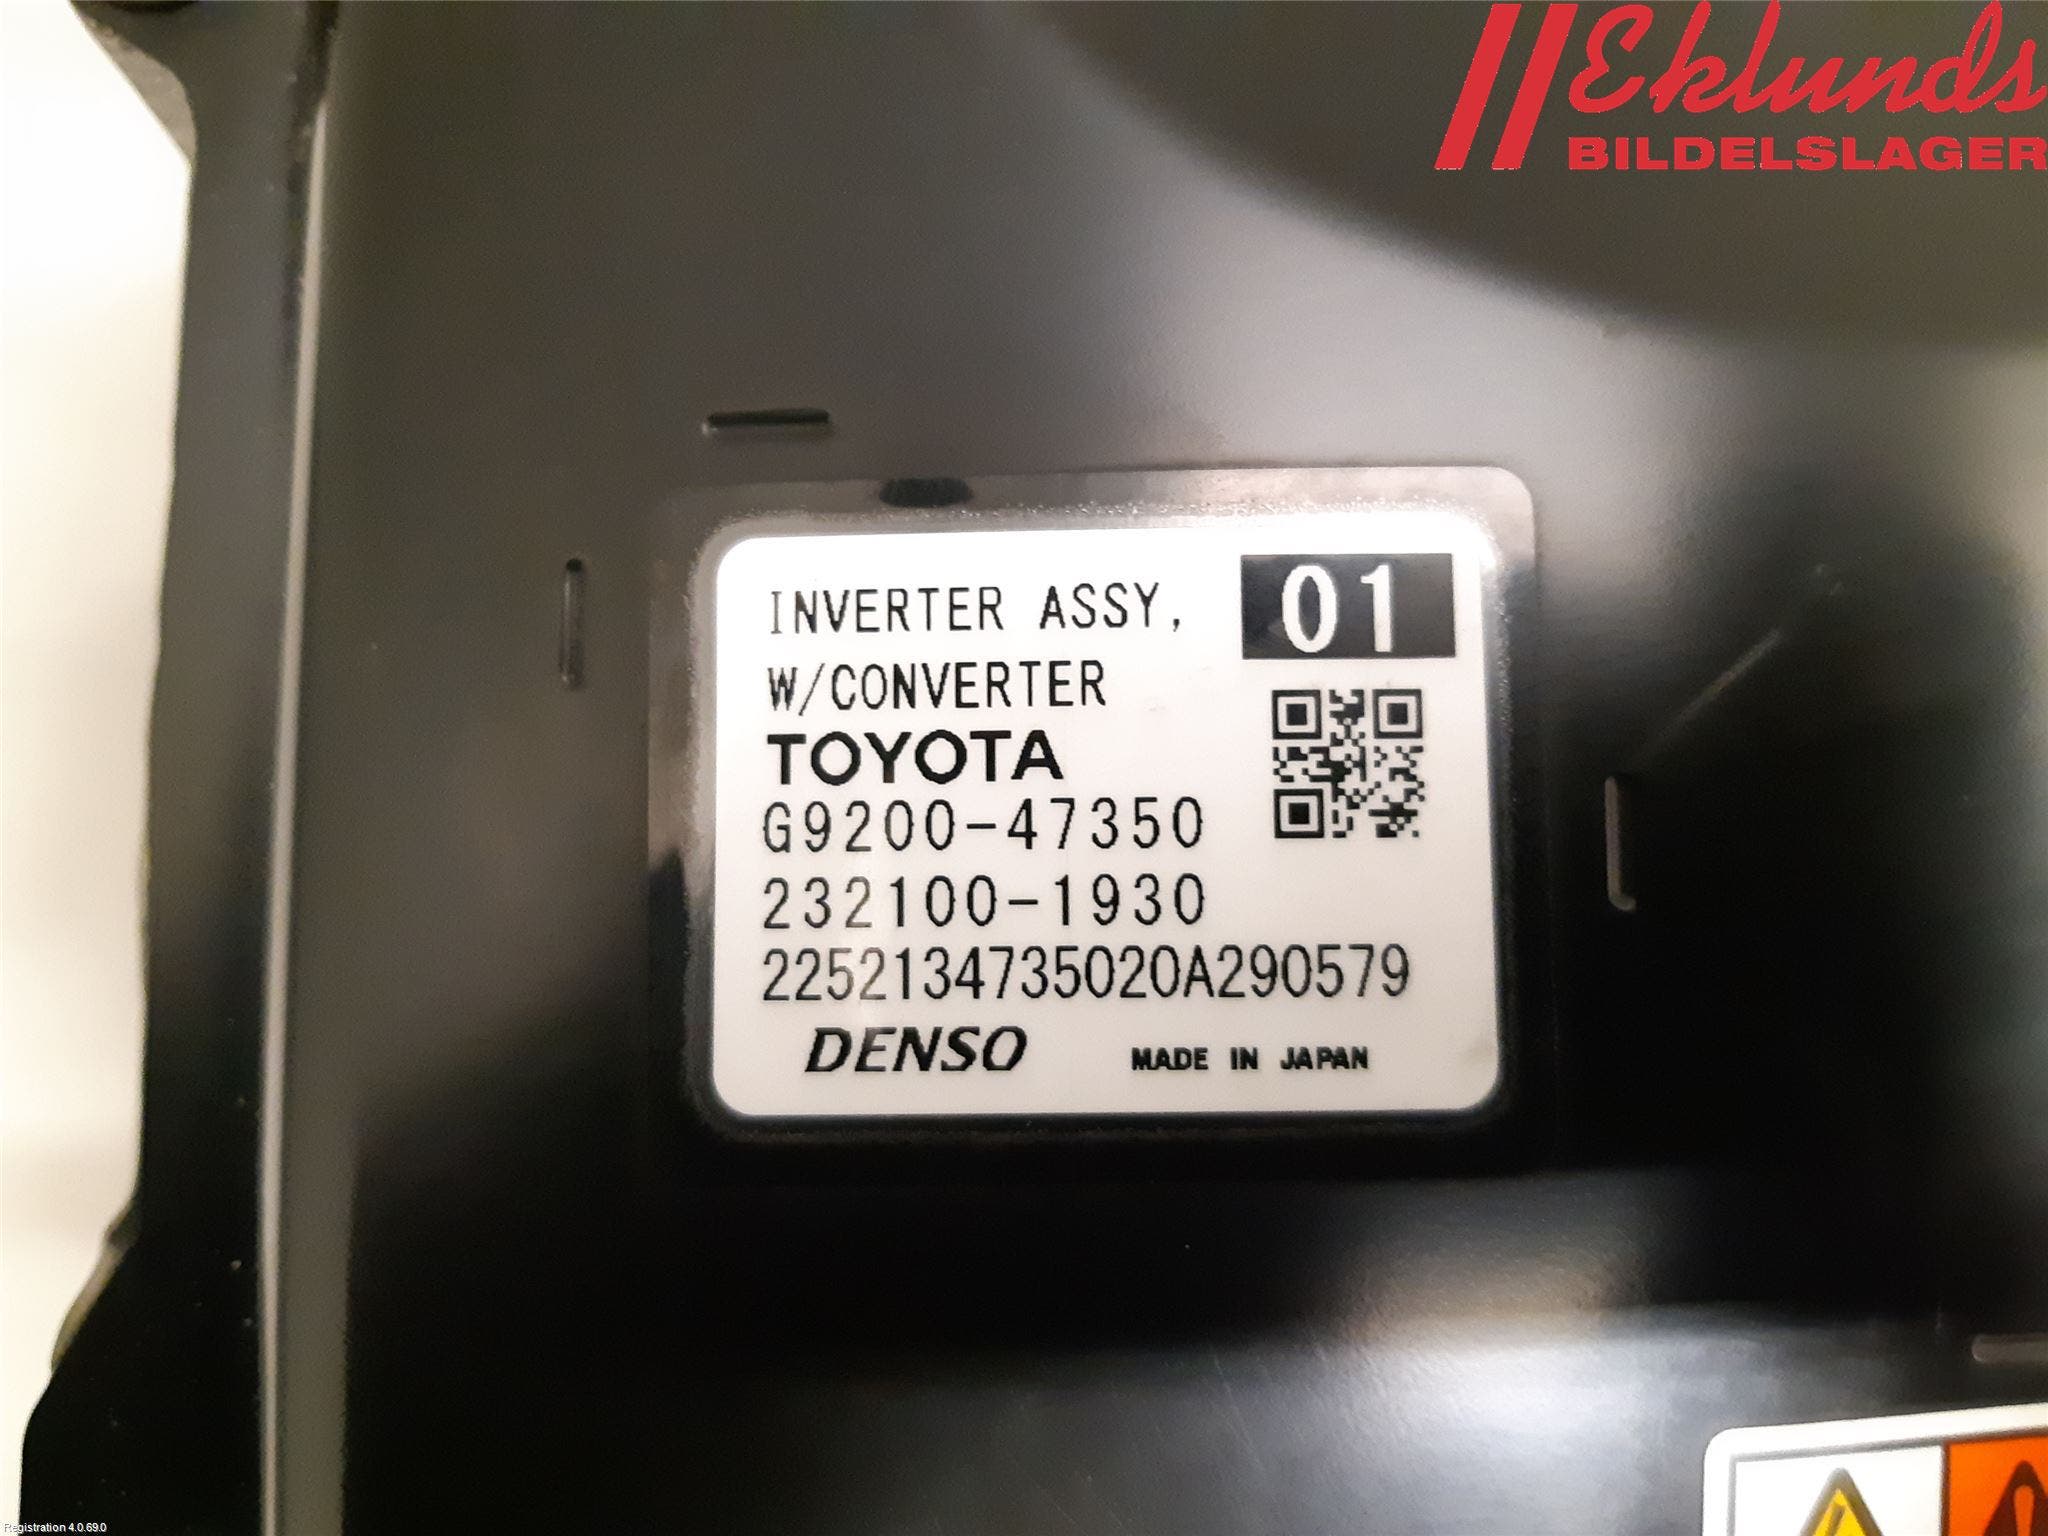 Eklunds
BILDELSLAGER
INVERTER ASSY, 01
W/CONVERTER
TOYOTA
G9200-47350
232100-1930
2252134735020A290579
DENSO MADE IN JAPAN
Registration 4.0.69.0